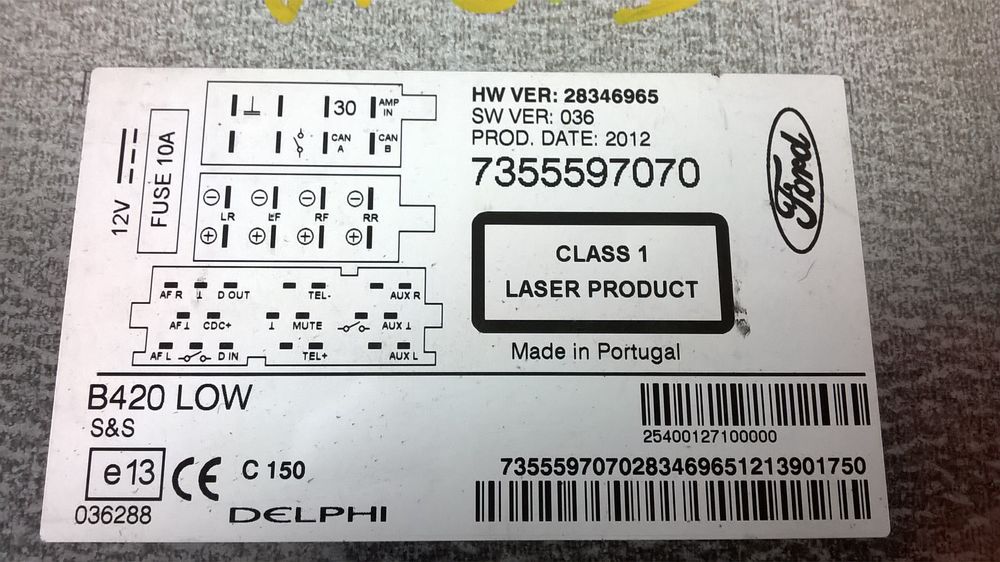 HW VER: 28346965
SW VER: 036
PROD. DATE: 2012
7355597070
Ford
12V
FUSE 10A
30 AMP IN
CAN A CAN B
LR LF RF RR
AF R D OUT TEL- AUX R
AF CDC+ MUTE AUX
AF L D IN TEL+ AUX L
CLASS 1
LASER PRODUCT
Made in Portugal
B420 LOW
S&S
25400127100000
e13 CE C 150
7355597070283469651213901750
036288
DELPHI